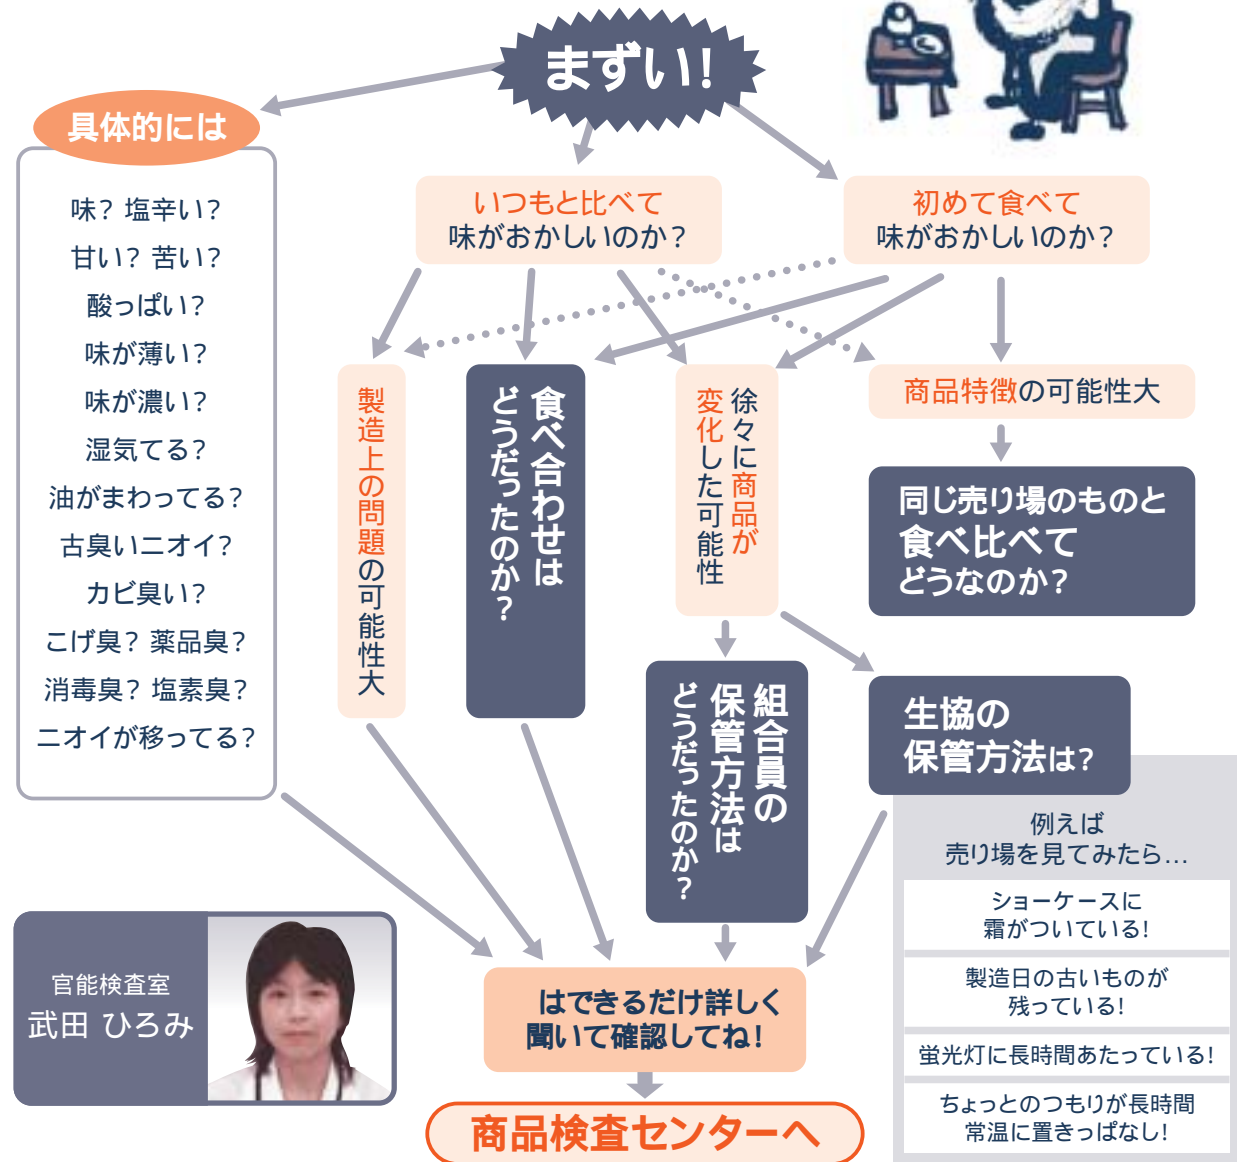 まずい!
具体的には
味? 塩辛い?
甘い? 苦い?
酸っぱい?
味が薄い?
味が濃い?
湿気てる?
油がまわってる?
古臭いニオイ?
カビ臭い?
こげ臭? 薬品臭?
消毒臭? 塩素臭?
ニオイが移ってる?
いつもと比べて
味がおかしいのか?
初めて食べて
味がおかしいのか?
製造上の問題の可能性大
食べ合わせは
どうだったのか?
徐々に商品が
変化した可能性
商品特徴の可能性大
同じ売り場のものと
食べ比べて
どうなのか?
組合員の
保管方法は
どうだったのか?
生協の
保管方法は?
例えば
売り場を見てみたら…
ショーケースに
霜がついている!
製造日の古いものが
残っている!
蛍光灯に長時間あたっている!
ちょっとのつもりが長時間
常温に置きっぱなし!
官能検査室
武田 ひろみ
はできるだけ詳しく
聞いて確認してね!
商品検査センターへ